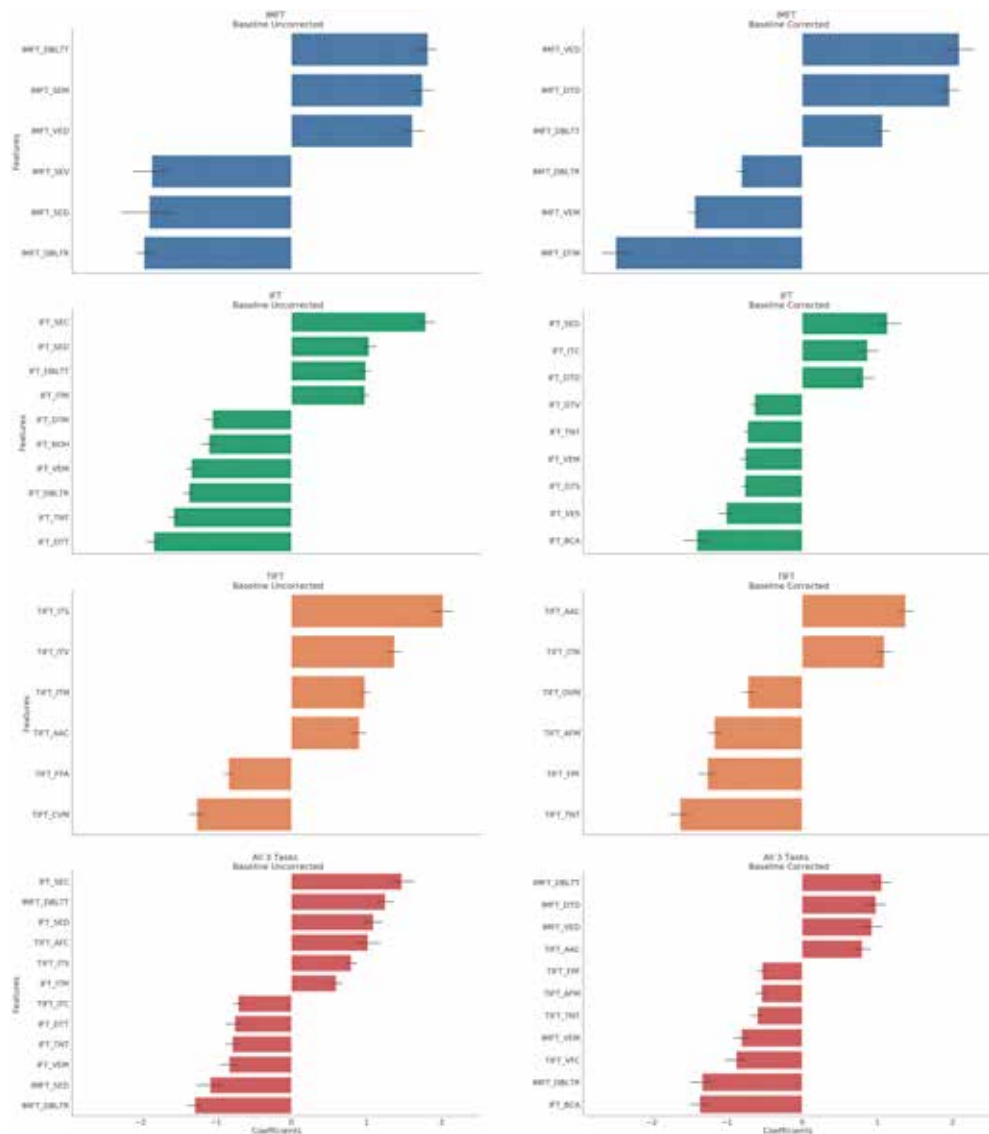 IMFT
Baseline Uncorrected
IMFT_DBLTT
IMFT_SEM
IMFT_VED
IMFT_SEV
IMFT_SED
IMFT_DBLTR
Features
IMFT
Baseline Corrected
IMFT_VED
IMFT_DTD
IMFT_DBLTT
IMFT_DBLTR
IMFT_VEM
IMFT_DTM
IFT
Baseline Uncorrected
IFT_SEC
IFT_SED
IFT_DBLTT
IFT_ITM
IFT_DTM
IFT_VEM
IFT_DBLTR
IFT_TNT
IFT_DTT
Features
IFT
Baseline Corrected
IFT_SED
IFT_ITC
IFT_DTD
IFT_DTV
IFT_TNT
IFT_VEM
IFT_DTS
IFT_VES
IFT_BCA
TIFT
Baseline Uncorrected
TIFT_ITS
TIFT_ITV
TIFT_ITM
TIFT_AAC
TIFT_FPA
TIFT_CVM
Features
TIFT
Baseline Corrected
TIFT_AAC
TIFT_ITM
TIFT_AFM
TIFT_TNT
All 3 Tasks
Baseline Uncorrected
IFT_SEC
IMFT_DBLTT
IFT_SED
TIFT_AFC
TIFT_ITS
IFT_ITM
TIFT_ITC
IFT_DTT
IFT_TNT
IFT_VEM
IMFT_SED
IMFT_DBLTR
Features
−2 −1 0 1 2
Coefficients
All 3 Tasks
Baseline Corrected
IMFT_DBLTT
IMFT_DTD
IMFT_VED
TIFT_AAC
TIFT_AFM
TIFT_TNT
IMFT_VEM
TIFT_VFC
IMFT_DBLTR
IFT_BCA
−2 −1 0 1 2
Coefficients